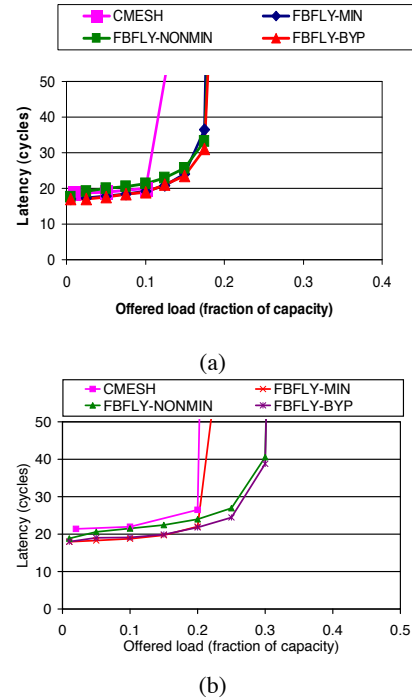 CMESH FBFLY-MIN
FBFLY-NONMIN FBFLY-BYP
Latency (cycles)
50
40
30
20
10
0
0 0.1 0.2 0.3 0.4
Offered load (fraction of capacity)
(a)
CMESH FBFLY-MIN
FBFLY-NONMIN FBFLY-BYP
Latency (cycles)
50
40
30
20
10
0
0 0.1 0.2 0.3 0.4 0.5
Offered load (fraction of capacity)
(b)